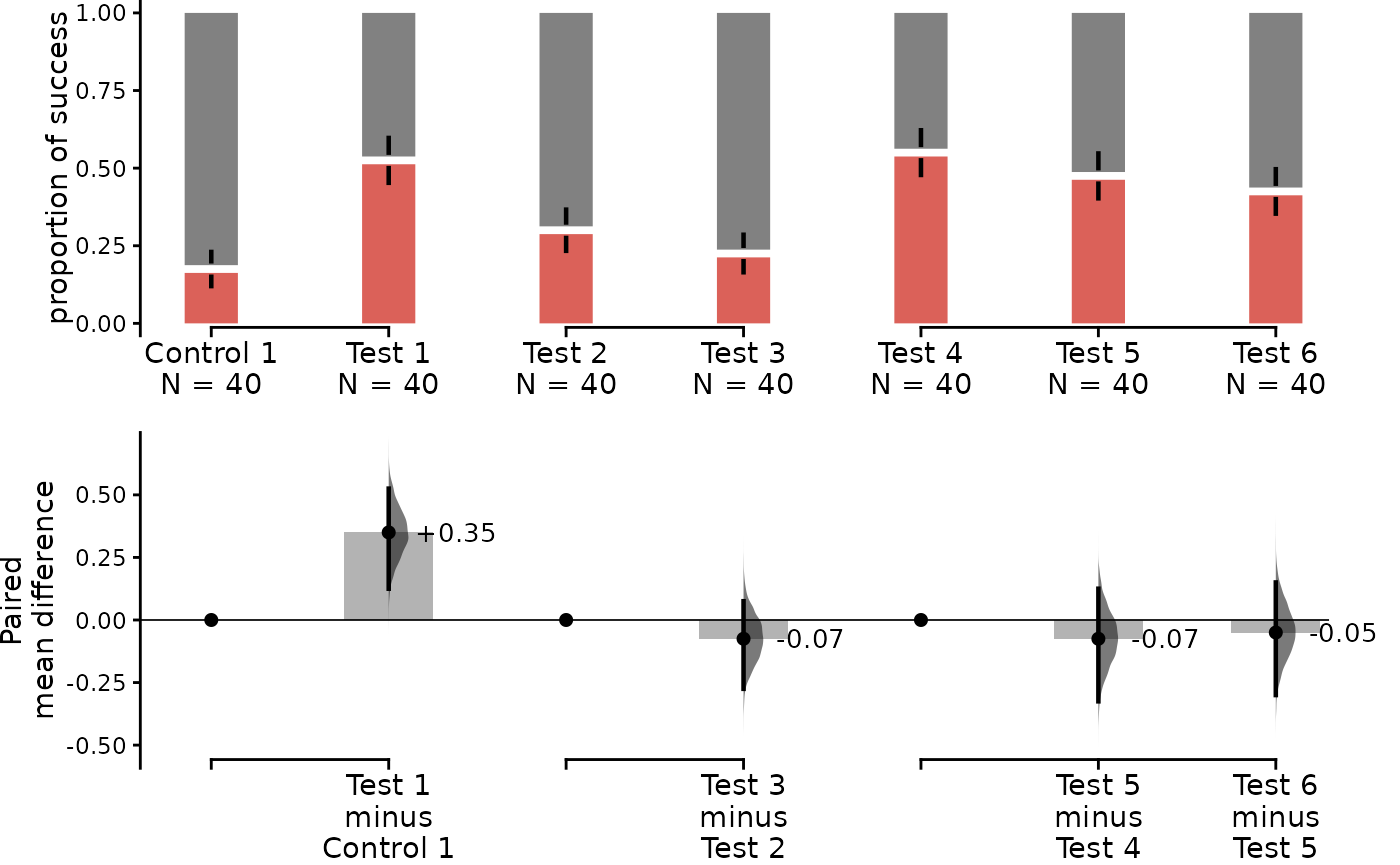 proportion of success
1.00
0.75
0.50
0.25
0.00
Control 1
N = 40
Test 1
N = 40
Test 2
N = 40
Test 3
N = 40
Test 4
N = 40
Test 5
N = 40
Test 6
N = 40
Paired
mean difference
0.50
0.25
0.00
-0.25
-0.50
+0.35
-0.07
-0.07
-0.05
Test 1
minus
Control 1
Test 3
minus
Test 2
Test 5
minus
Test 4
Test 6
minus
Test 5